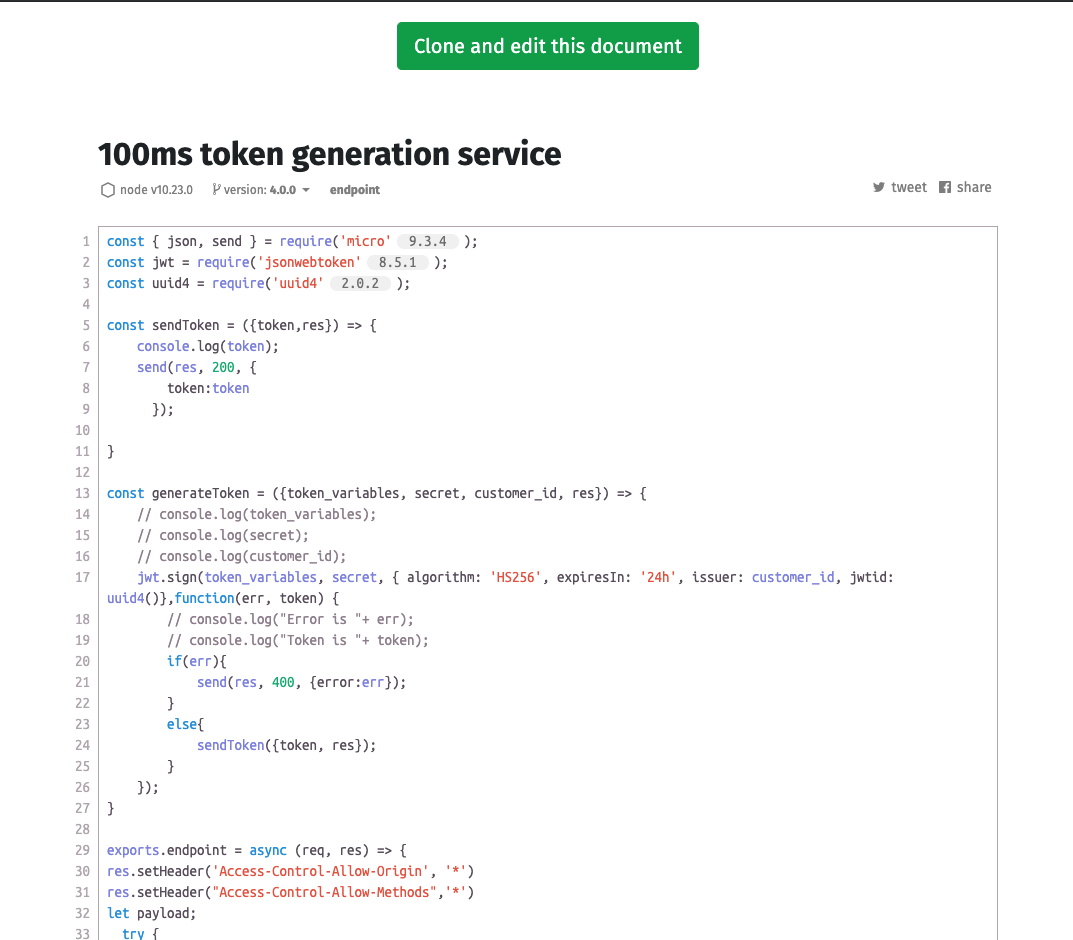 Clone and edit this document
100ms token generation service
node v10.23.0 version: 4.0.0 endpoint tweet share
1 const { json, send } = require('micro' 9.3.4 );
2 const jwt = require('jsonwebtoken' 8.5.1 );
3 const uuid4 = require('uuid4' 2.0.2 );
4
5 const sendToken = ({token,res}) => {
6     console.log(token);
7     send(res, 200, {
8         token:token
9       });
10
11 }
12
13 const generateToken = ({token_variables, secret, customer_id, res}) => {
14     // console.log(token_variables);
15     // console.log(secret);
16     // console.log(customer_id);
17     jwt.sign(token_variables, secret, { algorithm: 'HS256', expiresIn: '24h', issuer: customer_id, jwtid:
uuid4()},function(err, token) {
18         // console.log("Error is "+ err);
19         // console.log("Token is "+ token);
20         if(err){
21             send(res, 400, {error:err});
22         }
23         else{
24             sendToken({token, res});
25         }
26     });
27 }
28
29 exports.endpoint = async (req, res) => {
30 res.setHeader('Access-Control-Allow-Origin', '*')
31 res.setHeader("Access-Control-Allow-Methods",'*')
32 let payload;
33   try {